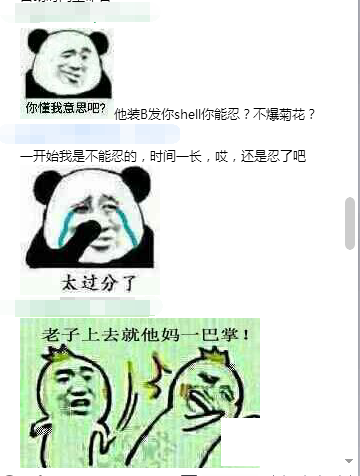 你懂我意思吧?
他装B发你shell你能忍？不爆菊花？
一开始我是不能忍的，时间一长，哎，还是忍了吧
太过分了
老子上去就他妈一巴掌!